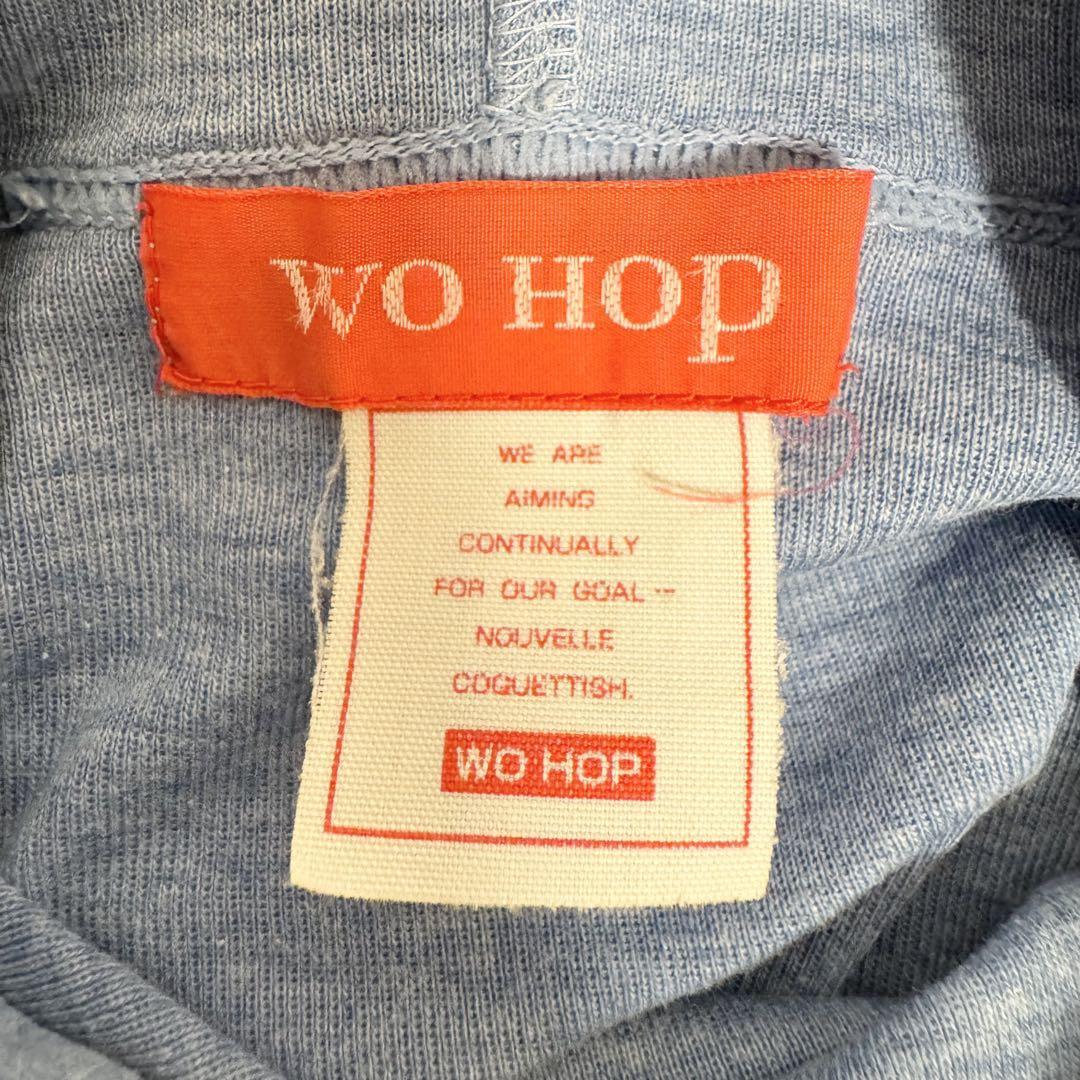 WO HOP
WE ARE
AIMING
CONTINUALLY
FOR OUR GOAL ---
NOUVELLE
COQUETTISH.
WO HOP